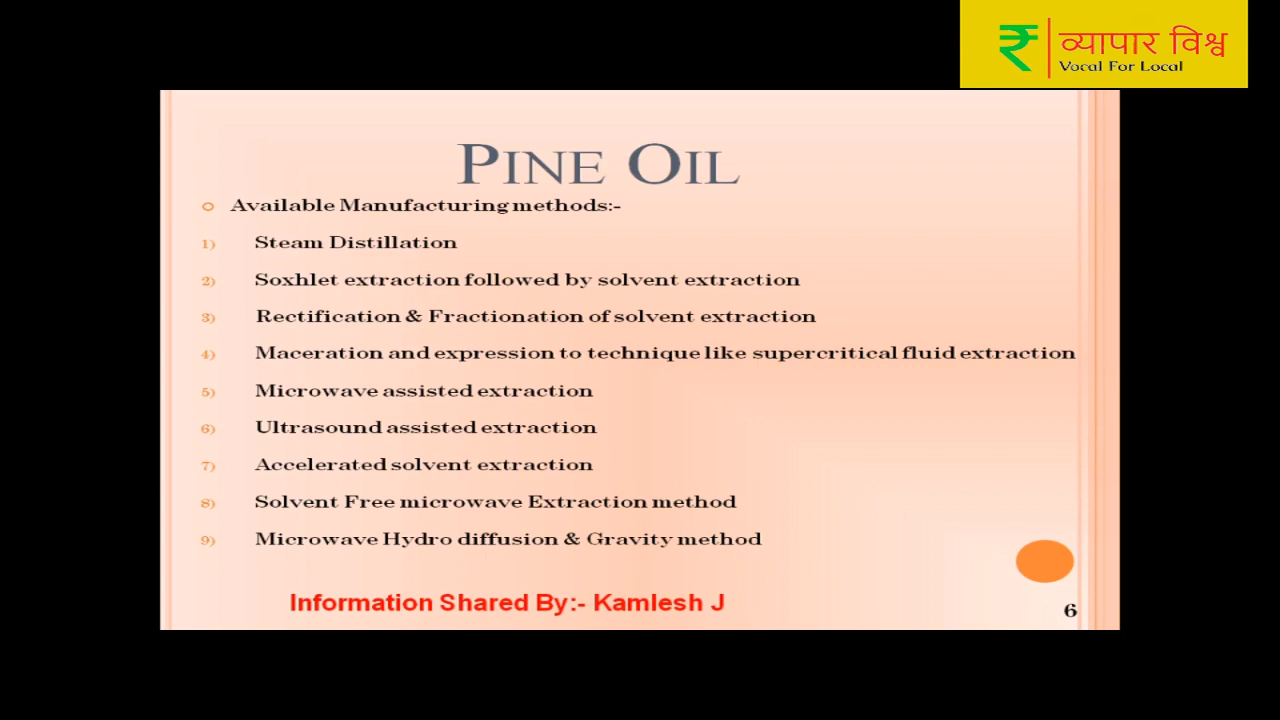 ₹ व्यापार विश्व
Vocal For Local
PINE OIL
Available Manufacturing methods:-
1) Steam Distillation
2) Soxhlet extraction followed by solvent extraction
3) Rectification & Fractionation of solvent extraction
4) Maceration and expression to technique like supercritical fluid extraction
5) Microwave assisted extraction
6) Ultrasound assisted extraction
7) Accelerated solvent extraction
8) Solvent Free microwave Extraction method
9) Microwave Hydro diffusion & Gravity method
Information Shared By:- Kamlesh J
6